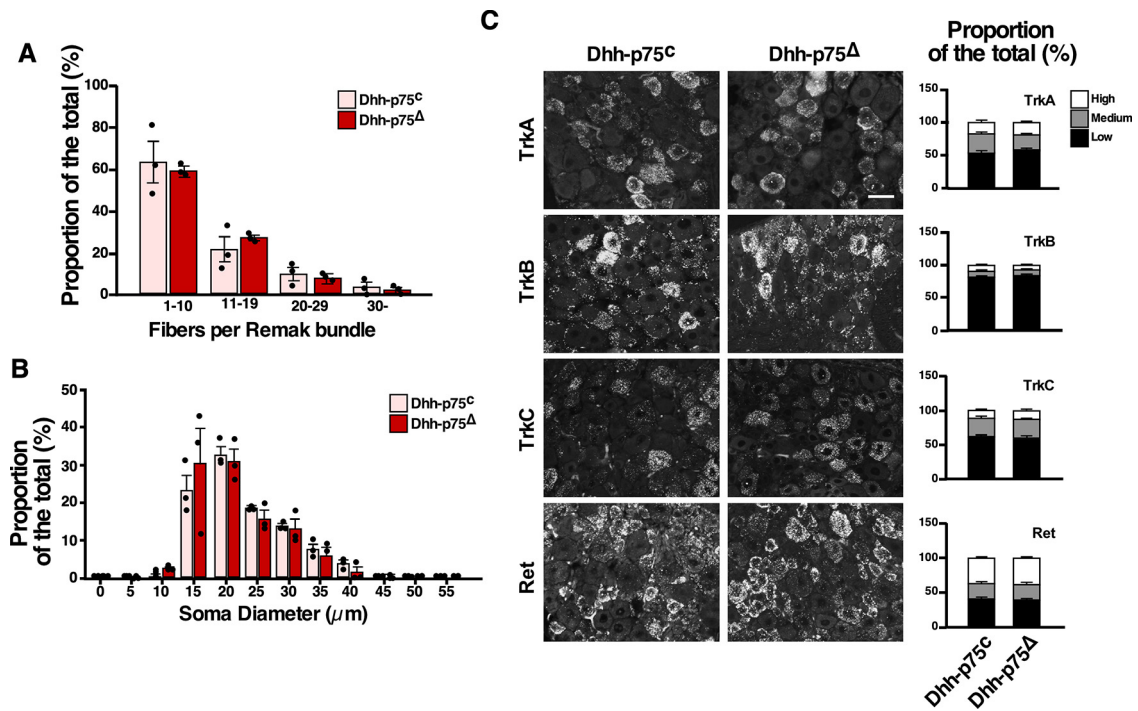 A
Proportion of the total (%)
100
80
60
40
20
0
Dhh-p75c
Dhh-p75Δ
1-10
11-19
20-29
30-
Fibers per Remak bundle
B
Proportion
of the total (%)
50
40
30
20
10
0
Dhh-p75c
Dhh-p75Δ
0
5
10
15
20
25
30
35
40
45
50
55
Soma Diameter (μm)
C
Dhh-p75c
Dhh-p75Δ
Proportion
of the total (%)
TrkA
150
100
50
0
TrkA
High
Medium
Low
TrkB
150
100
50
0
TrkB
TrkC
150
100
50
0
TrkC
Ret
150
100
50
0
Ret
Dhh-p75c
Dhh-p75Δ